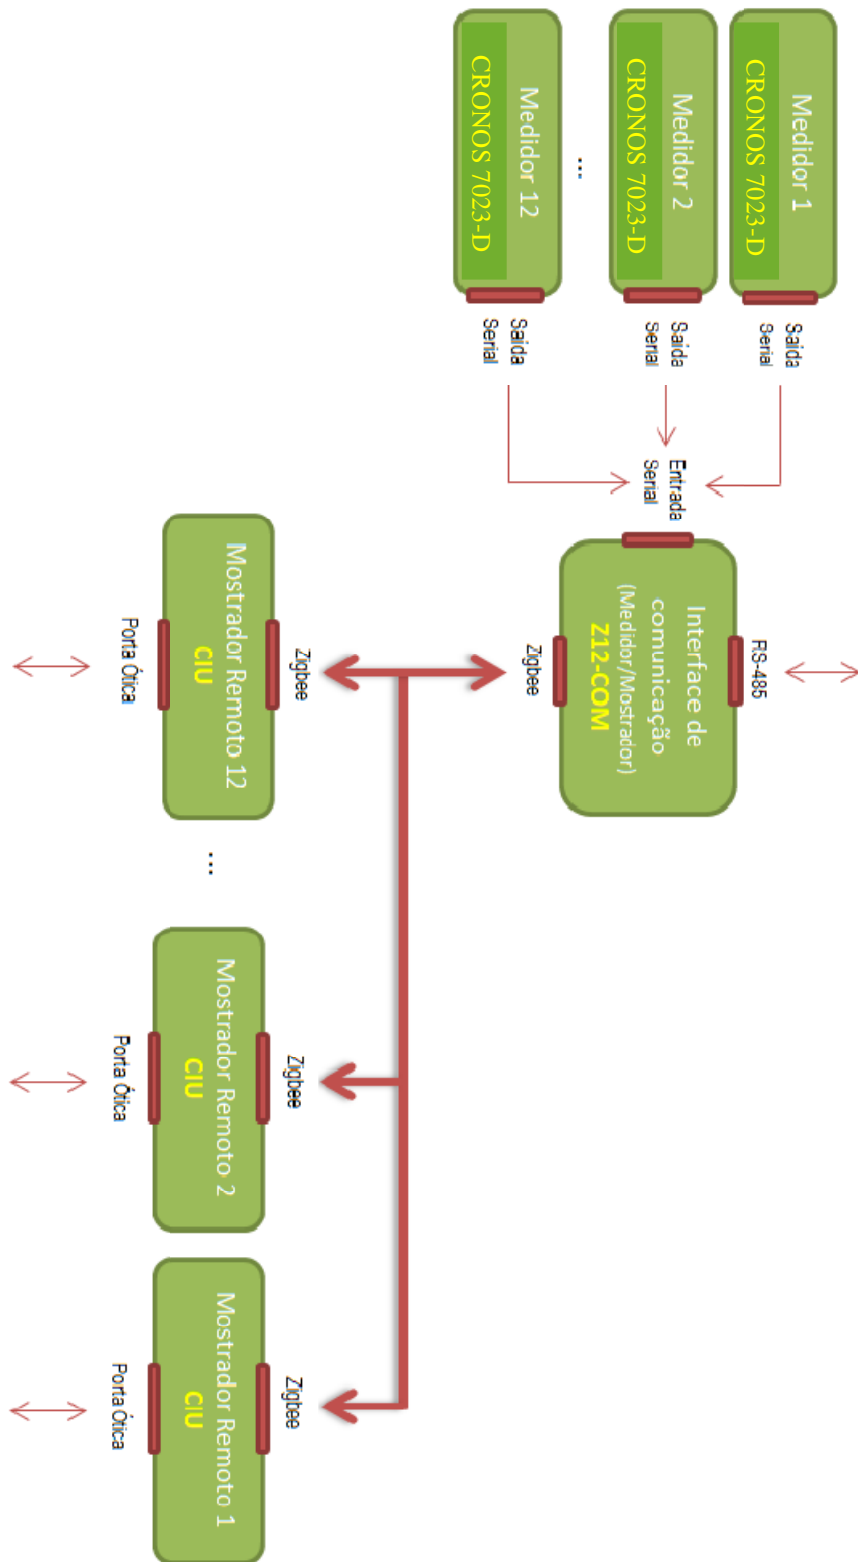 Medidor 1
CRONOS 7023-D
Saída
Serial
Medidor 2
CRONOS 7023-D
Saída
Serial
...
Medidor 12
CRONOS 7023-D
Saída
Serial
Entrada
Serial
RS-485
Interface de
comunicação
(Medidor/Mostrador)
Z12-COM
Zigbee
Zigbee
Mostrador Remoto 12
CIU
Porta Ótica
...
Zigbee
Mostrador Remoto 2
CIU
Porta Ótica
Zigbee
Mostrador Remoto 1
CIU
Porta Ótica